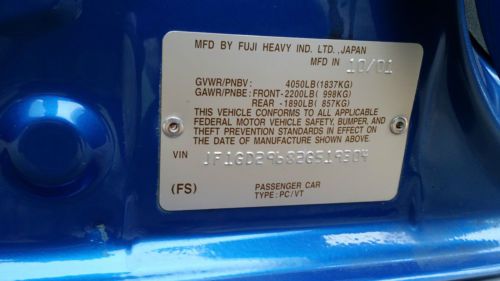 MFD BY FUJI HEAVY IND. LTD., JAPAN
MFD IN 10/01
GVWR/PNBV : 4050LB(1837KG)
GAWR/PNBE: FRONT-2200LB( 998KG)
REAR -1890LB( 857KG)
THIS VEHICLE CONFORMS TO ALL APPLICABLE
FEDERAL MOTOR VEHICLE SAFETY, BUMPER, AND
THEFT PREVENTION STANDARDS IN EFFECT ON
THE DATE OF MANUFACTURE SHOWN ABOVE.
VIN JF1GD29682G519304
(FS) PASSENGER CAR
TYPE: PC/VT